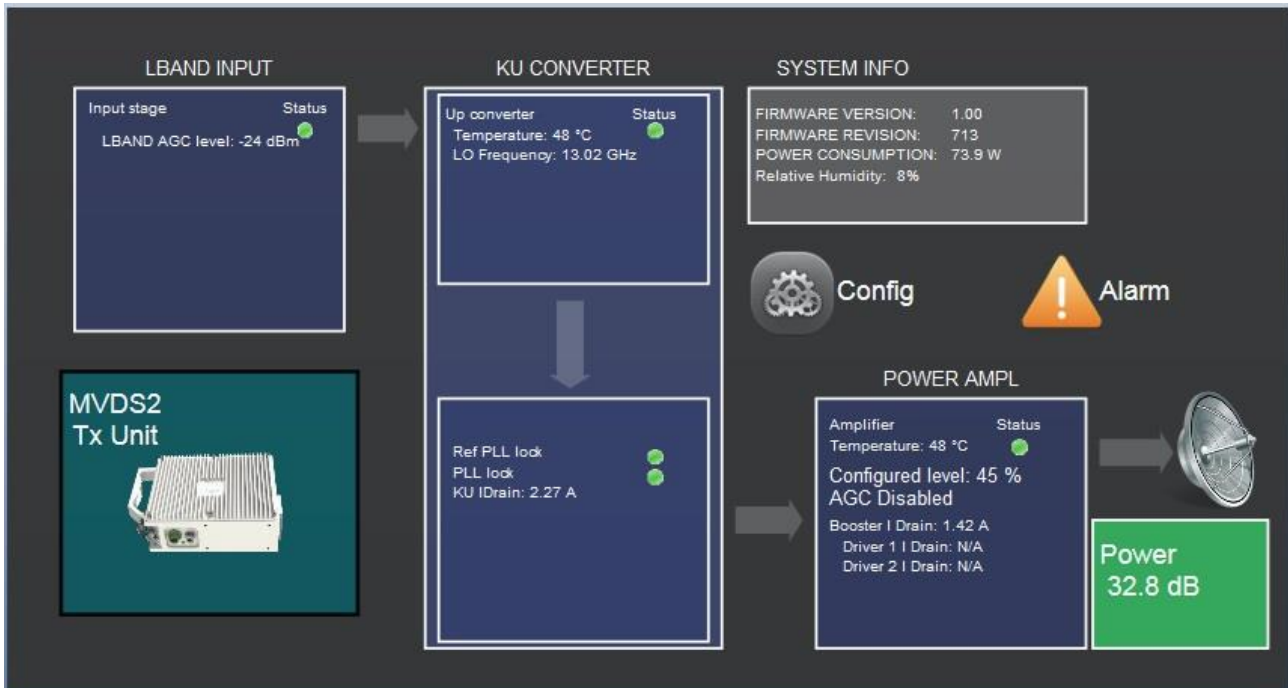 LBAND INPUT
Input stage Status
LBAND AGC level: -24 dBm
KU CONVERTER
Up converter Status
Temperature: 48 °C
LO Frequency: 13.02 GHz
Ref PLL lock
PLL lock
KU IDrain: 2.27 A
SYSTEM INFO
FIRMWARE VERSION: 1.00
FIRMWARE REVISION: 713
POWER CONSUMPTION: 73.9 W
Relative Humidity: 8%
Config
Alarm
MVDS2
Tx Unit
POWER AMPL
Amplifier Status
Temperature: 48 °C
Configured level: 45 %
AGC Disabled
Booster I Drain: 1.42 A
Driver 1 I Drain: N/A
Driver 2 I Drain: N/A
Power
32.8 dB